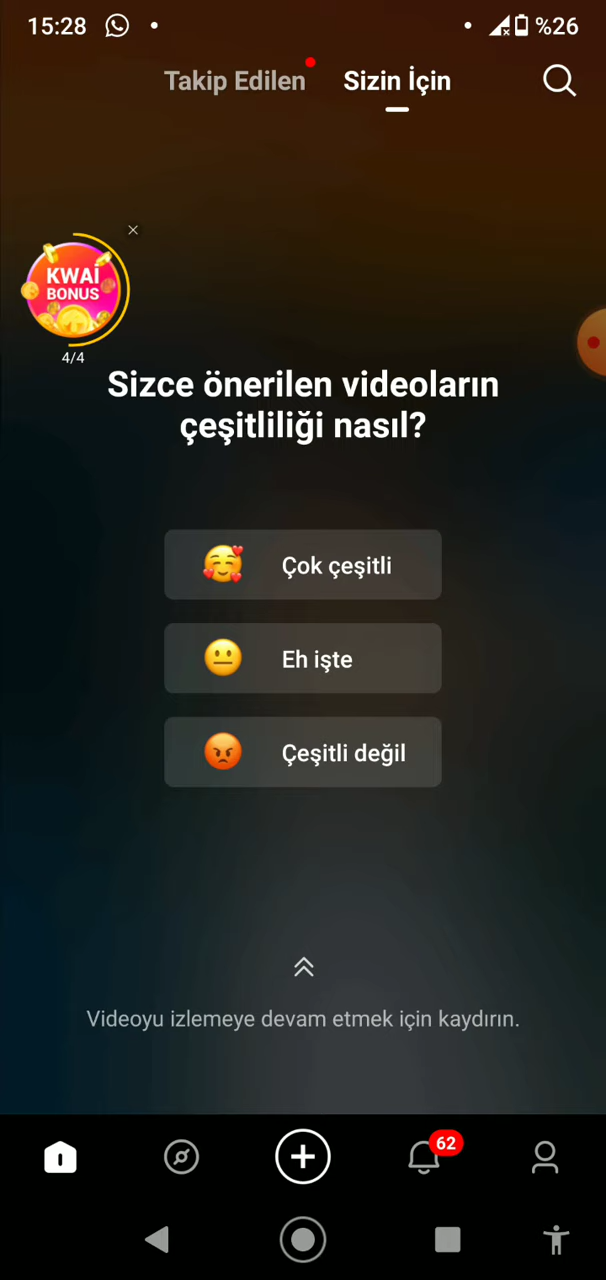 15:28
%26
Takip Edilen
Sizin İçin
KWAI
BONUS
4/4
Sizce önerilen videoların
çeşitliliği nasıl?
Çok çeşitli
Eh işte
Çeşitli değil
Videoyu izlemeye devam etmek için kaydırın.
62